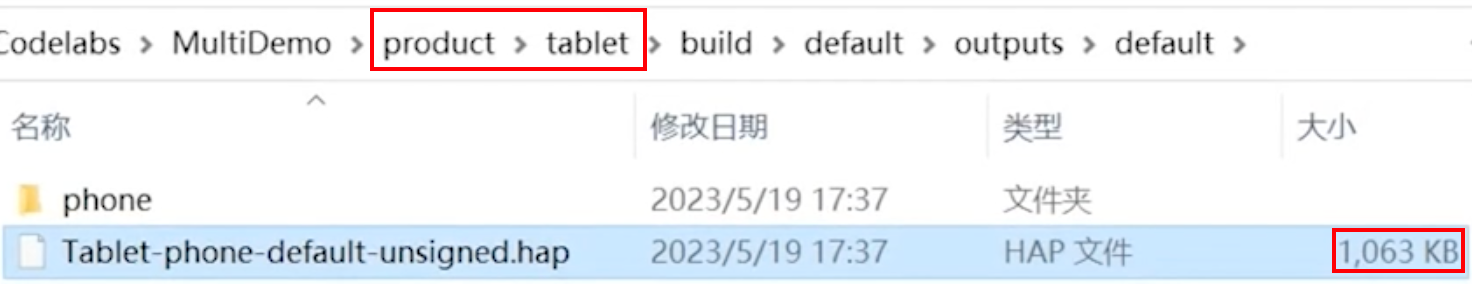 Codelabs > MultiDemo > product > tablet > build > default > outputs > default >
名称 修改日期 类型 大小
phone 2023/5/19 17:37 文件夹
Tablet-phone-default-unsigned.hap 2023/5/19 17:37 HAP 文件 1,063 KB